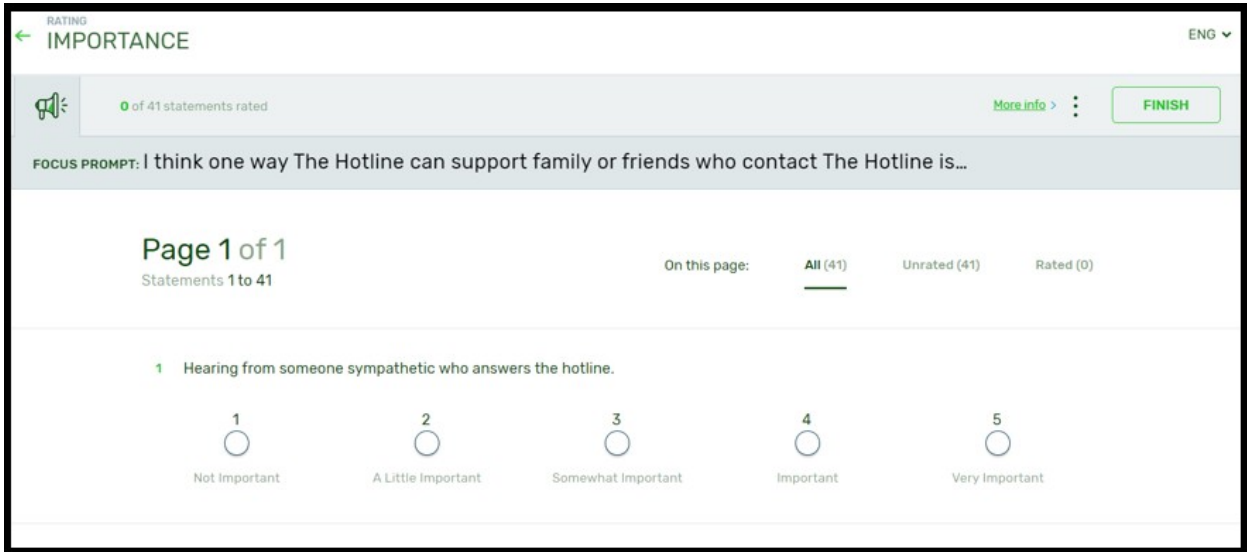 RATING
IMPORTANCE
ENG
0 of 41 statements rated
More info >
FINISH
FOCUS PROMPT: I think one way The Hotline can support family or friends who contact The Hotline is...
Page 1 of 1
Statements 1 to 41
On this page: All (41) Unrated (41) Rated (0)
1 Hearing from someone sympathetic who answers the hotline.
1 2 3 4 5
Not Important A Little Important Somewhat Important Important Very Important